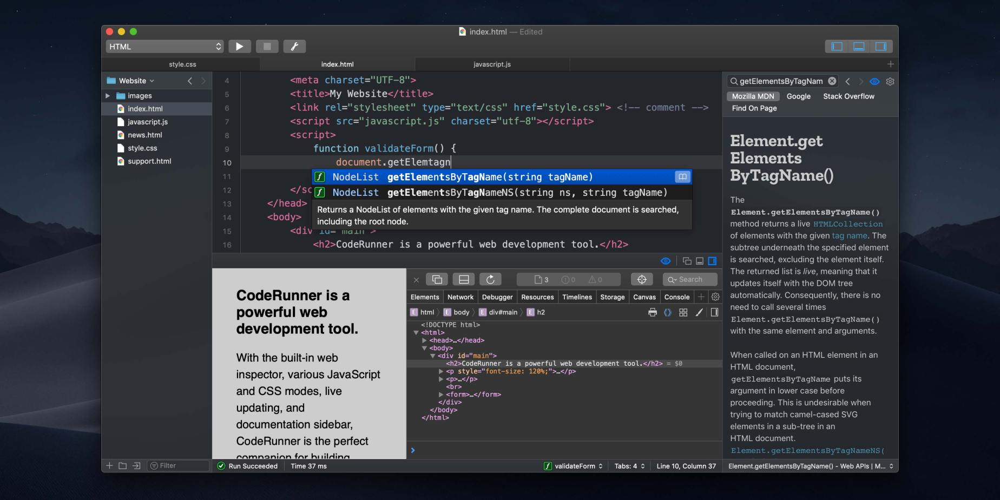 index.html — Edited
HTML
style.css
index.html
javascript.js
Website
images
index.html
javascript.js
news.html
style.css
support.html
Filter
4 <meta charset="UTF-8">
5 <title>My Website</title>
6 <link rel="stylesheet" type="text/css" href="style.css"> <!-- comment -->
7 <script src="javascript.js" charset="utf-8"></script>
8 <script>
9 function validateForm() {
10 document.getElemtagn
11
12 </sc
13 </head>
14 <body>
15 <div id="main">
16 <h2>CodeRunner is a powerful web development tool.</h2>
f NodeList getElementsByTagName(string tagName)
f NodeList getElementsByTagNameNS(string ns, string tagName)
Returns a NodeList of elements with the given tag name. The complete document is searched,
including the root node.
CodeRunner is a
powerful web
development tool.
With the built-in web
inspector, various JavaScript
and CSS modes, live
updating, and
documentation sidebar,
CodeRunner is the perfect
companion for building
3 0 0
Search
Elements Network Debugger Resources Timelines Storage Canvas Console
E html E body E div#main E h2
<!DOCTYPE html>
<html>
<head>…</head>
<body>
<div id="main">
<h2>CodeRunner is a powerful web development tool.</h2> = $0
<p style="font-size: 120%;">…</p>
<p>…</p>
<br>
<form>…</form>
</div>
</body>
</html>
getElementsByTagNam
Mozilla MDN Google Stack Overflow
Find On Page
Element.get
Elements
ByTagName()
The
Element.getElementsByTagName()
method returns a live HTMLCollection
of elements with the given tag name. The
subtree underneath the specified element
is searched, excluding the element itself.
The returned list is live, meaning that it
updates itself with the DOM tree
automatically. Consequently, there is no
need to call several times
Element.getElementsByTagName()
with the same element and arguments.
When called on an HTML element in an
HTML document,
getElementsByTagName puts its
argument in lower case before
proceeding. This is undesirable when
trying to match camel-cased SVG
elements in a sub-tree in an
HTML document.
Element.getElementsByTagNameNS(
Run Succeeded Time 37 ms
f validateForm Tabs: 4 Line 10, Column 37
Element.getElementsByTagName() - Web APIs | M...